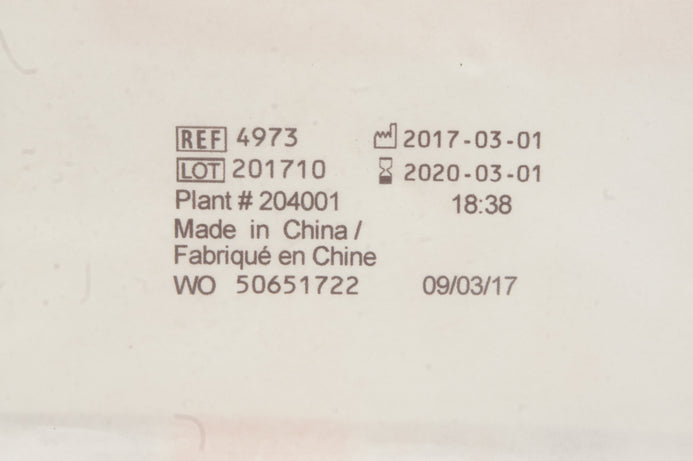 REF 4973 2017-03-01
LOT 201710 2020-03-01
Plant # 204001 18:38
Made in China /
Fabriqué en Chine
WO 50651722 09/03/17